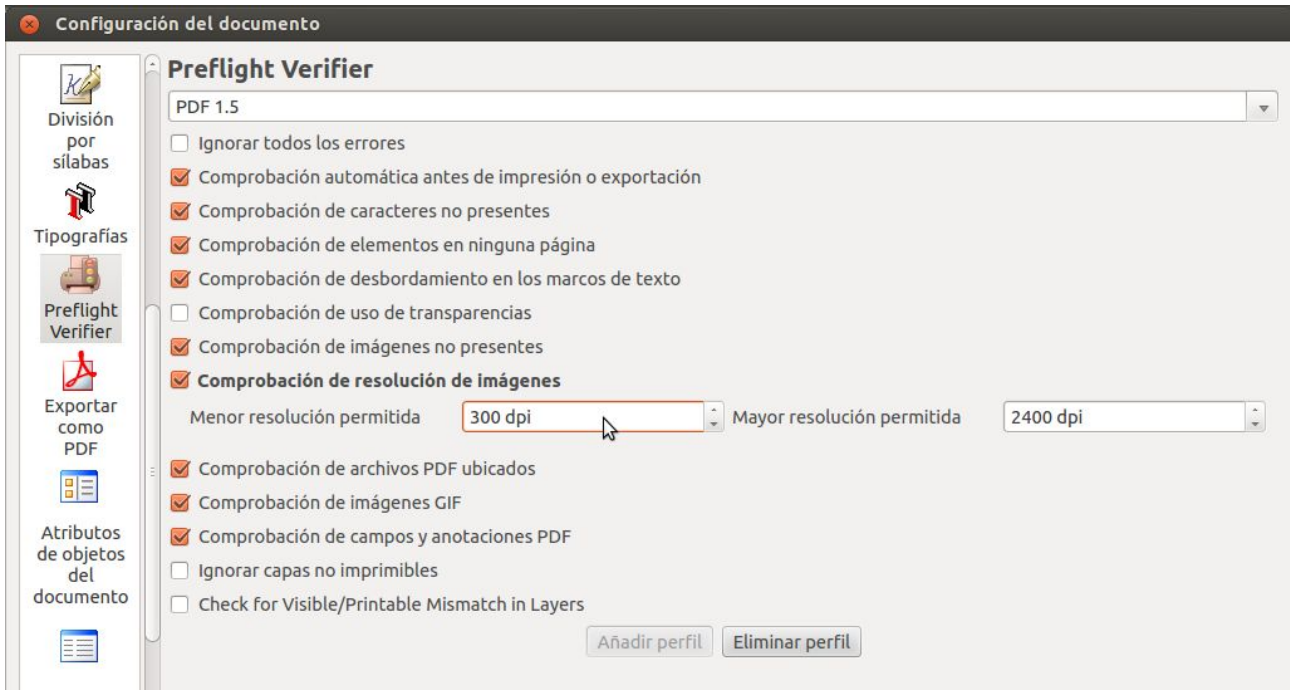 Configuración del documento
División
por
sílabas
Tipografías
Preflight
Verifier
Exportar
como
PDF
Atributos
de objetos
del
documento
Preflight Verifier
PDF 1.5
Ignorar todos los errores
Comprobación automática antes de impresión o exportación
Comprobación de caracteres no presentes
Comprobación de elementos en ninguna página
Comprobación de desbordamiento en los marcos de texto
Comprobación de uso de transparencias
Comprobación de imágenes no presentes
Comprobación de resolución de imágenes
Menor resolución permitida 300 dpi Mayor resolución permitida 2400 dpi
Comprobación de archivos PDF ubicados
Comprobación de imágenes GIF
Comprobación de campos y anotaciones PDF
Ignorar capas no imprimibles
Check for Visible/Printable Mismatch in Layers
Añadir perfil Eliminar perfil